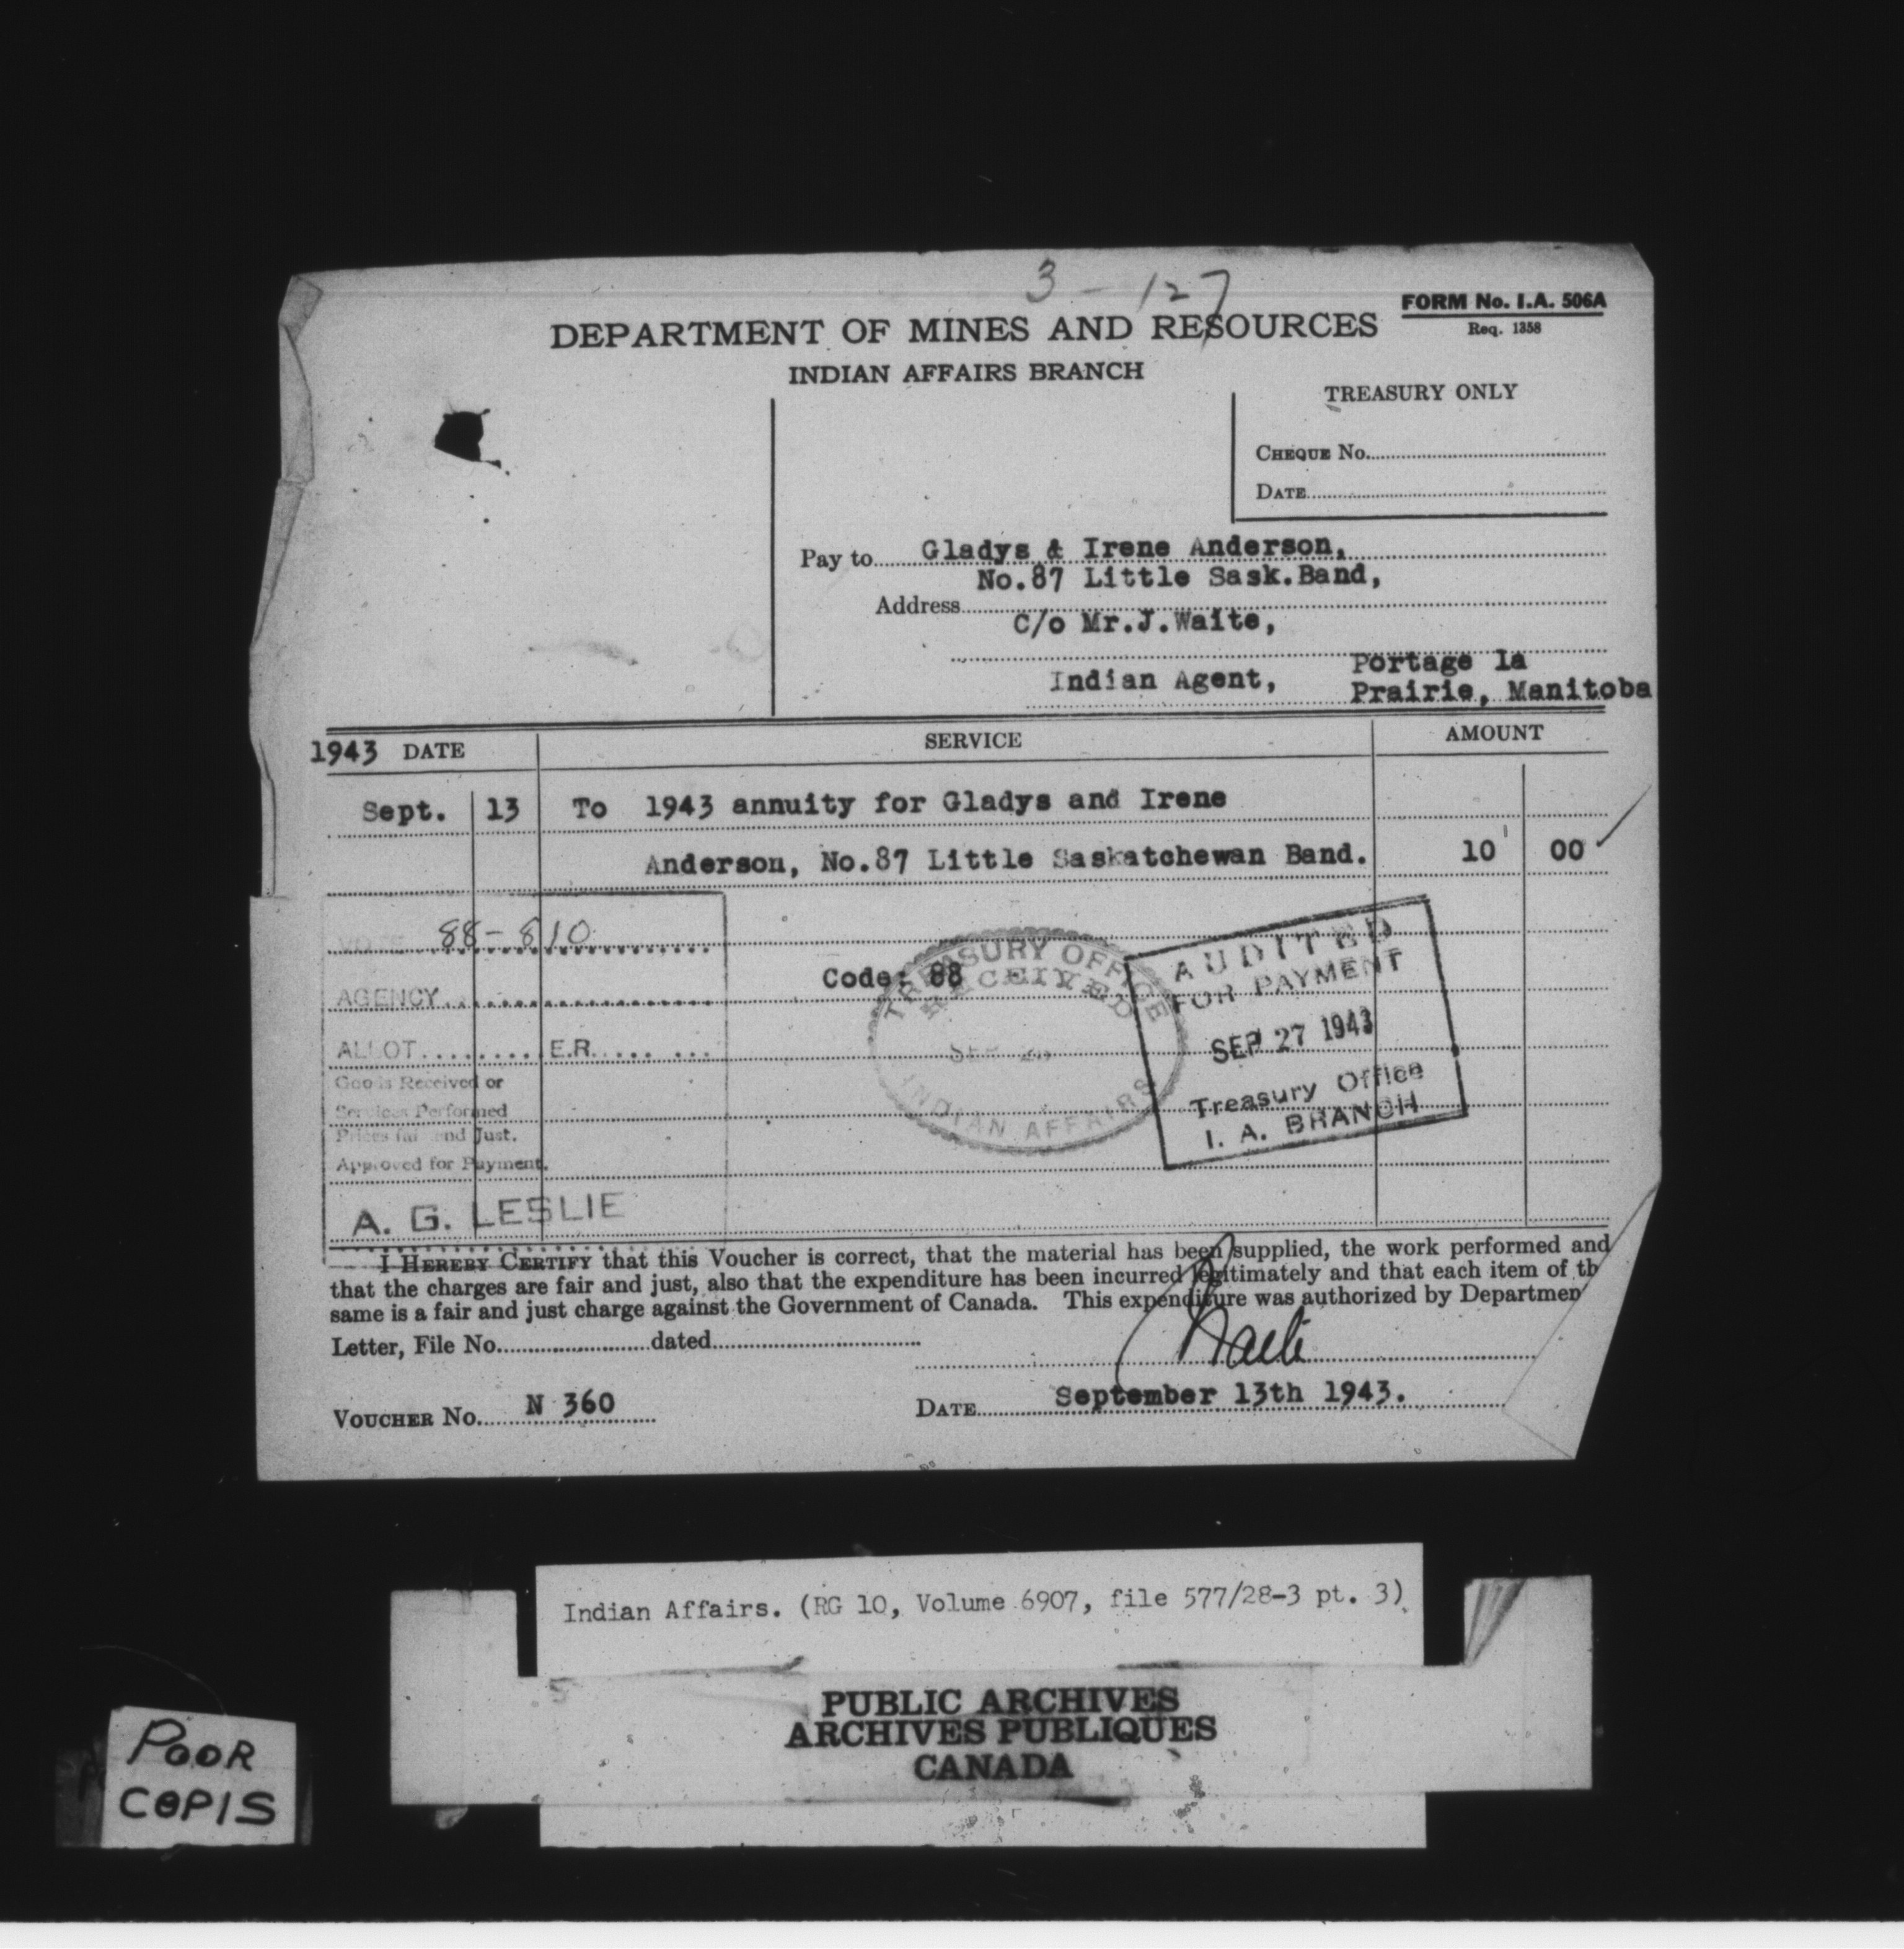 3 - 127
FORM No. I.A. 506A
Req. 1358
DEPARTMENT OF MINES AND RESOURCES
INDIAN AFFAIRS BRANCH
TREASURY ONLY
CHEQUE No.
DATE
Pay to Gladys & Irene Anderson,
No.87 Little Sask.Band,
Address
C/o Mr.J.Waite,
Indian Agent, Portage la
Prairie, Manitoba
1943 DATE SERVICE AMOUNT
Sept. 13 To 1943 annuity for Gladys and Irene
Anderson, No.87 Little Saskatchewan Band. 10 00 ✓
VOTE 88-810
Code: 88
AGENCY
ALLOT. E.R.
Goods Received or
Services Performed
Prices fair and Just.
Approved for Payment.
A. G. LESLIE
TREASURY OFFICE
RECEIVED
SEP
INDIAN AFFAIRS
AUDITED
FOR PAYMENT
SEP 27 1943
Treasury Office
I. A. BRANCH
I HEREBY CERTIFY that this Voucher is correct, that the material has been supplied, the work performed and
that the charges are fair and just, also that the expenditure has been incurred legitimately and that each item of th
same is a fair and just charge against the Government of Canada. This expenditure was authorized by Departmen
Letter, File No. dated
VOUCHER No. N 360
DATE September 13th 1943.
Indian Affairs. (RG 10, Volume 6907, file 577/28-3 pt. 3)
PUBLIC ARCHIVES
ARCHIVES PUBLIQUES
CANADA
POOR
COPIS